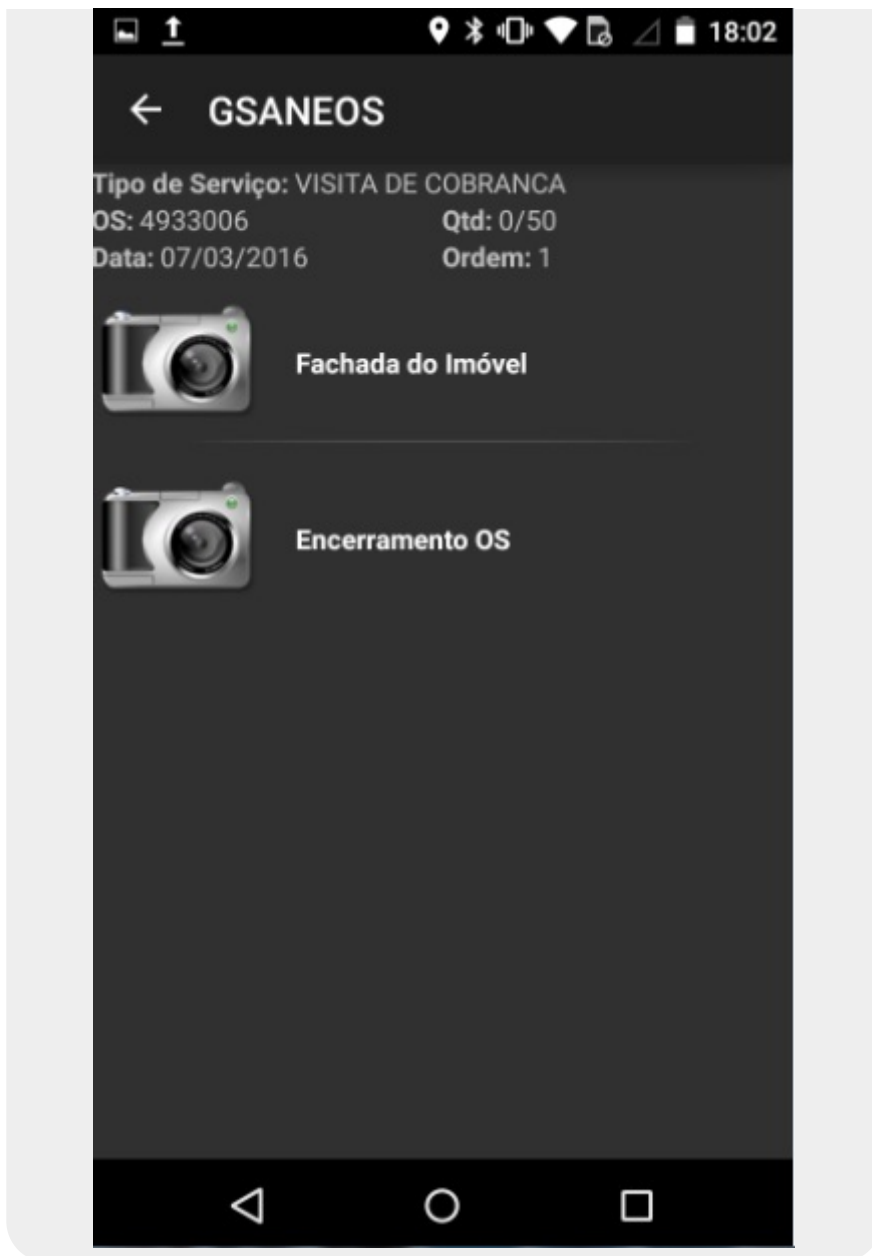 18:02
GSANEOS
Tipo de Serviço: VISITA DE COBRANCA
OS: 4933006 Qtd: 0/50
Data: 07/03/2016 Ordem: 1
Fachada do Imóvel
Encerramento OS